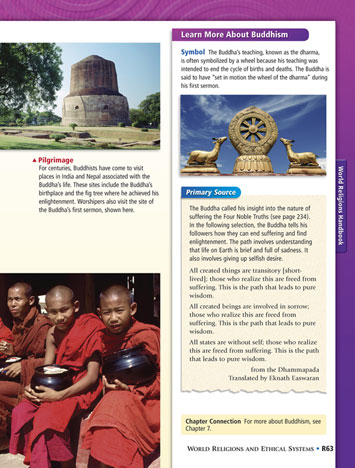 Learn More About Buddhism
Symbol The Buddha's teaching, known as the dharma,
is often symbolized by a wheel because his teaching was
intended to end the cycle of births and deaths. The Buddha is
said to have "set in motion the wheel of the dharma" during
his first sermon.
▲ Pilgrimage
For centuries, Buddhists have come to visit
places in India and Nepal associated with the
Buddha's life. These sites include the Buddha's
birthplace and the fig tree where he achieved his
enlightenment. Worshipers also visit the site of
the Buddha's first sermon, shown here.
Primary Source
The Buddha called his insight into the nature of
suffering the Four Noble Truths (see page 234).
In the following selection, the Buddha tells his
followers how they can end suffering and find
enlightenment. The path involves understanding
that life on Earth is brief and full of sadness. It
also involves giving up selfish desire.
All created things are transitory [short-
lived]; those who realize this are freed from
suffering. This is the path that leads to pure
wisdom.
All created beings are involved in sorrow;
those who realize this are freed from
suffering. This is the path that leads to pure
wisdom.
All states are without self; those who realize
this are freed from suffering. This is the path
that leads to pure wisdom.
from the Dhammapada
Translated by Eknath Easwaran
Chapter Connection For more about Buddhism, see
Chapter 7.
World Religions Handbook
WORLD RELIGIONS AND ETHICAL SYSTEMS • R63